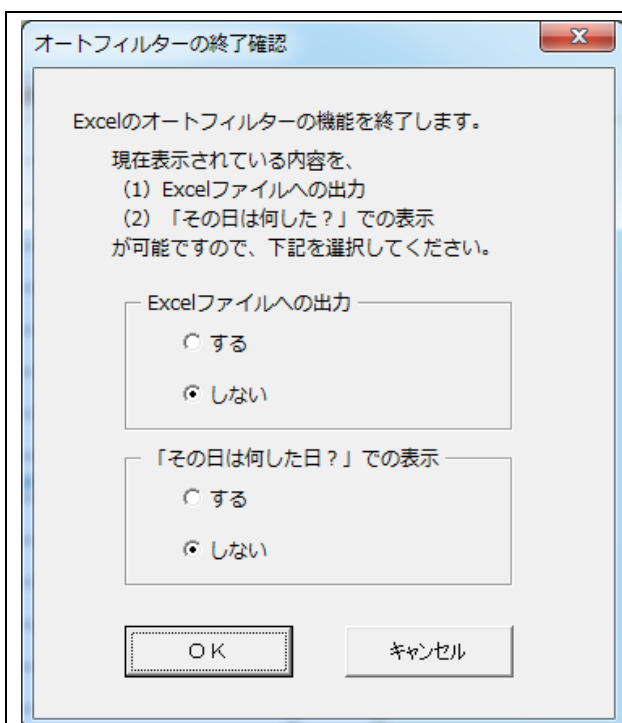 オートフィルターの終了確認
Excelのオートフィルターの機能を終了します。
現在表示されている内容を、
（1）Excelファイルへの出力
（2）「その日は何した？」での表示
が可能ですので、下記を選択してください。
Excelファイルへの出力
する
しない
「その日は何した日？」での表示
する
しない
ＯＫ
キャンセル